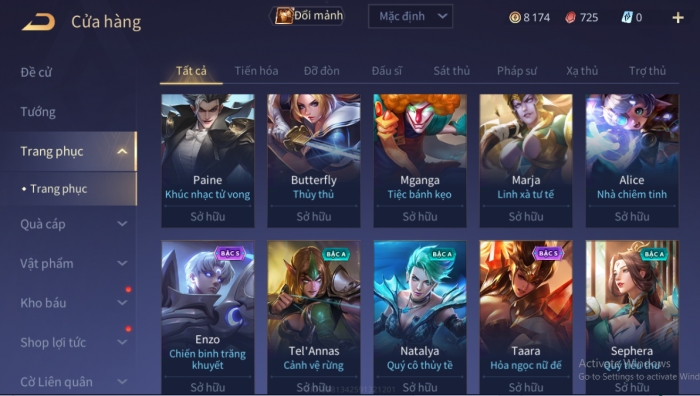 Cửa hàng
Đổi mảnh
Mặc định
8 174
725
0
+
Đề cử
Tướng
Trang phục
• Trang phục
Quà cáp
Vật phẩm
Kho báu
Shop lợi tức
Cờ Liên quân
Tất cả
Tiến hóa
Đỡ đòn
Đấu sĩ
Sát thủ
Pháp sư
Xạ thủ
Trợ thủ
Paine
Khúc nhạc tử vong
Sở hữu
Butterfly
Thủy thủ
Sở hữu
Mganga
Tiệc bánh kẹo
Sở hữu
Marja
Linh xà tư tế
Sở hữu
Alice
Nhà chiêm tinh
Sở hữu
BẬC S
Enzo
Chiến binh trăng
khuyết
Sở hữu
BẬC A
Tel'Annas
Cảnh vệ rừng
Sở hữu
BẬC A
Natalya
Quý cô thủy tề
Sở hữu
BẬC S
Taara
Hỏa ngọc nữ đế
Sở hữu
BẬC A
Sephera
Sở hữu
Activate Windows
Go to Settings to activate Wind